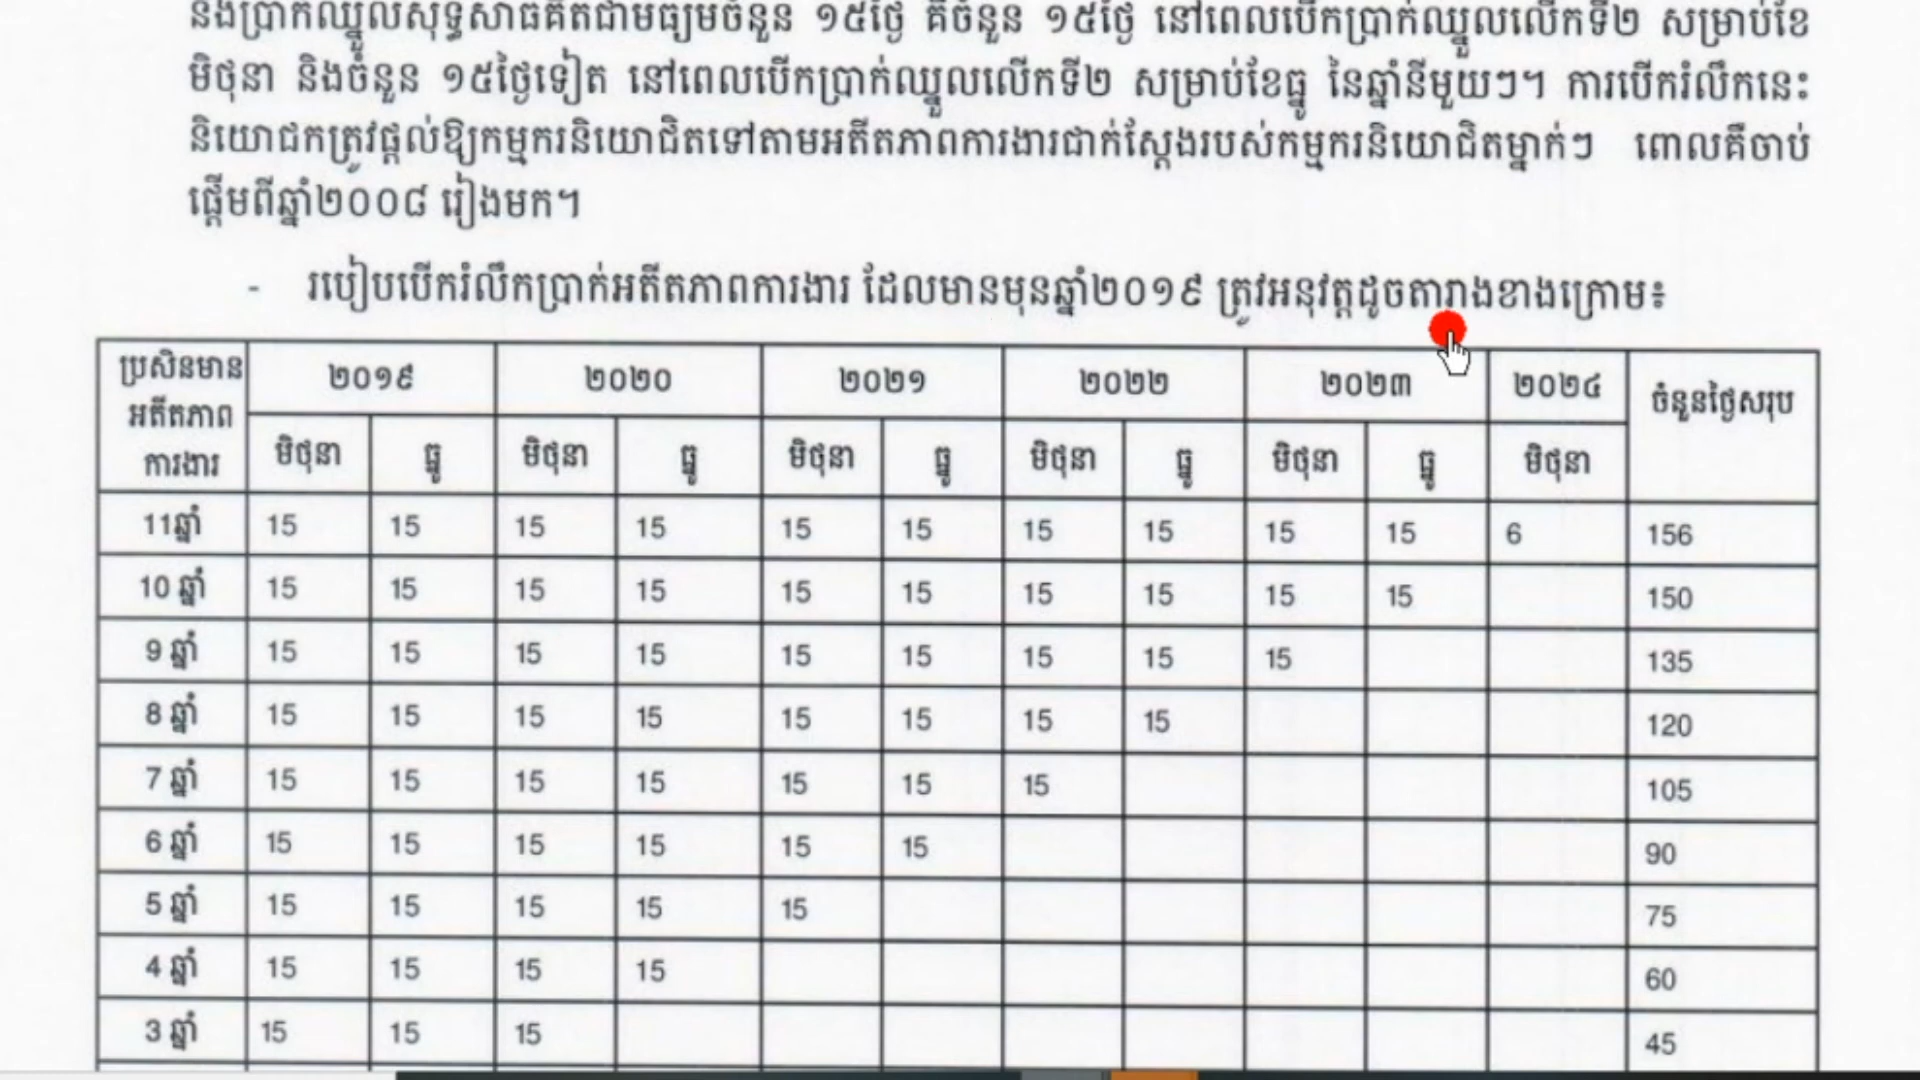 និងប្រាក់ឈ្នួលសុទ្ធសាធគិតជាមធ្យមចំនួន ១៥ថ្ងៃ គឺចំនួន ១៥ថ្ងៃ នៅពេលបើកប្រាក់ឈ្នួលលើកទី២ សម្រាប់ខែ
មិថុនា និងចំនួន ១៥ថ្ងៃទៀត នៅពេលបើកប្រាក់ឈ្នួលលើកទី២ សម្រាប់ខែធ្នូ នៃឆ្នាំនីមួយៗ។ ការបើករំលឹកនេះ
និយោជកត្រូវផ្តល់ឱ្យកម្មករនិយោជិតទៅតាមអតីតភាពការងារជាក់ស្តែងរបស់កម្មករនិយោជិតម្នាក់ៗ ពោលគឺចាប់
ផ្តើមពីឆ្នាំ២០០៨ រៀងមក។
- របៀបបើករំលឹកប្រាក់អតីតភាពការងារ ដែលមានមុនឆ្នាំ២០១៩ ត្រូវអនុវត្តដូចតារាងខាងក្រោម៖
ប្រសិនមាន អតីតភាព ការងារ ២០១៩ ២០២០ ២០២១ ២០២២ ២០២៣ ២០២៤ ចំនួនថ្ងៃសរុប
មិថុនា ធ្នូ មិថុនា ធ្នូ មិថុនា ធ្នូ មិថុនា ធ្នូ មិថុនា ធ្នូ មិថុនា
11ឆ្នាំ 15 15 15 15 15 15 15 15 15 15 6 156
10 ឆ្នាំ 15 15 15 15 15 15 15 15 15 15 150
9 ឆ្នាំ 15 15 15 15 15 15 15 15 15 135
8 ឆ្នាំ 15 15 15 15 15 15 15 15 120
7 ឆ្នាំ 15 15 15 15 15 15 15 105
6 ឆ្នាំ 15 15 15 15 15 15 90
5 ឆ្នាំ 15 15 15 15 15 75
4 ឆ្នាំ 15 15 15 15 60
3 ឆ្នាំ 15 15 15 45